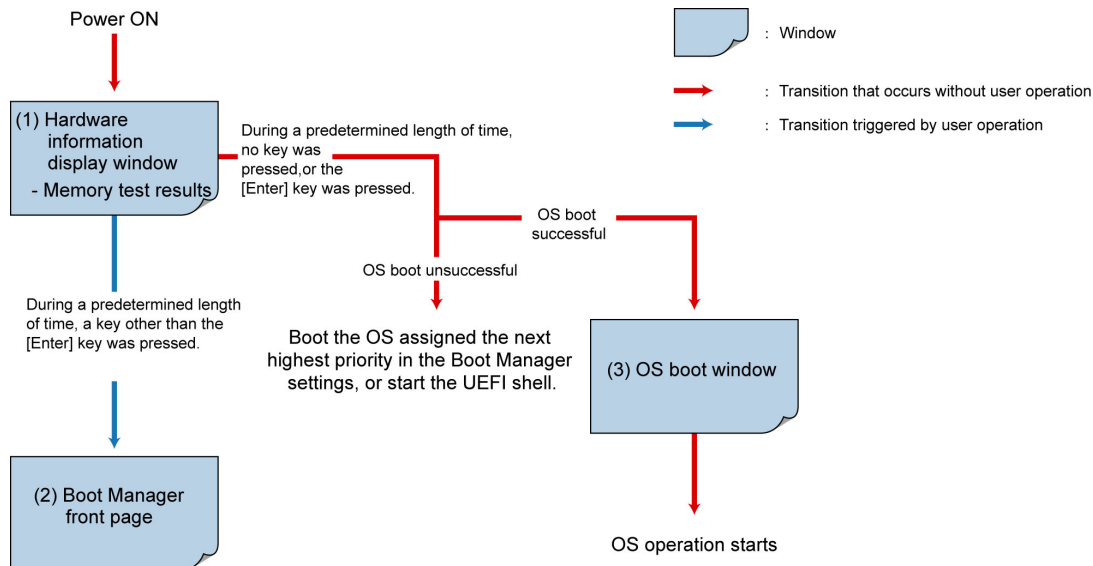 Power ON
: Window
: Transition that occurs without user operation
: Transition triggered by user operation
(1) Hardware
information
display window
- Memory test results
During a predetermined length of time,
no key was
pressed,or the
[Enter] key was pressed.
OS boot
successful
OS boot unsuccessful
During a predetermined length
of time, a key other than the
[Enter] key was pressed.
Boot the OS assigned the next
highest priority in the Boot Manager
settings, or start the UEFI shell.
(3) OS boot window
(2) Boot Manager
front page
OS operation starts